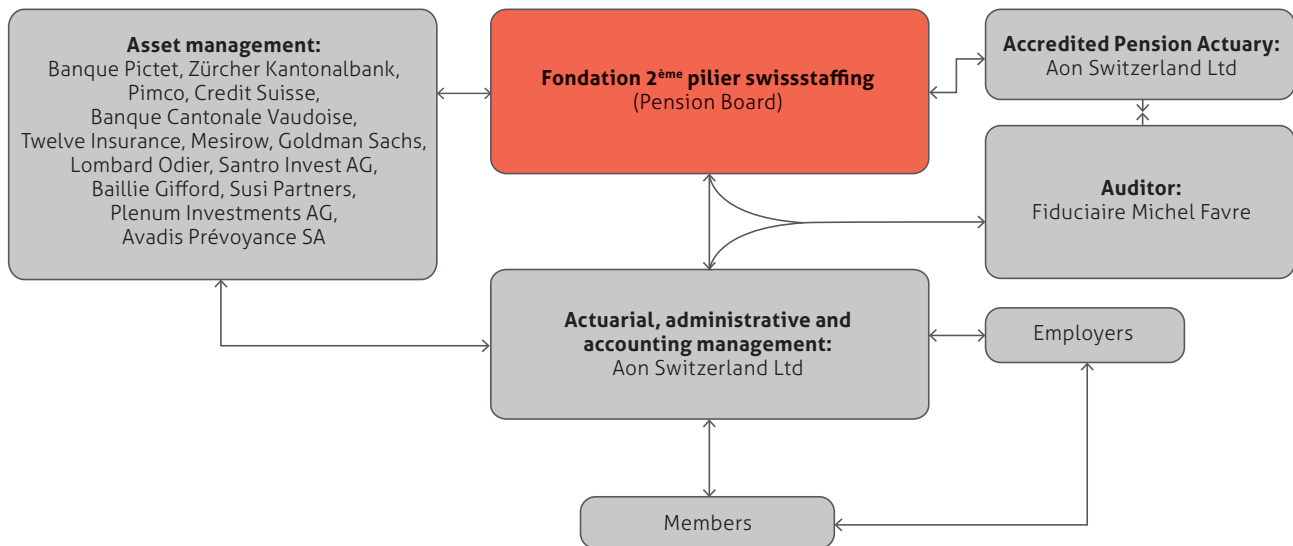 Asset management:
Banque Pictet, Zürcher Kantonalbank,
Pimco, Credit Suisse,
Banque Cantonale Vaudoise,
Twelve Insurance, Mesirow, Goldman Sachs,
Lombard Odier, Santro Invest AG,
Baillie Gifford, Susi Partners,
Plenum Investments AG,
Avadis Prévoyance SA
Fondation 2ème pilier swissstaffing
(Pension Board)
Accredited Pension Actuary:
Aon Switzerland Ltd
Auditor:
Fiduciaire Michel Favre
Actuarial, administrative and
accounting management:
Aon Switzerland Ltd
Employers
Members